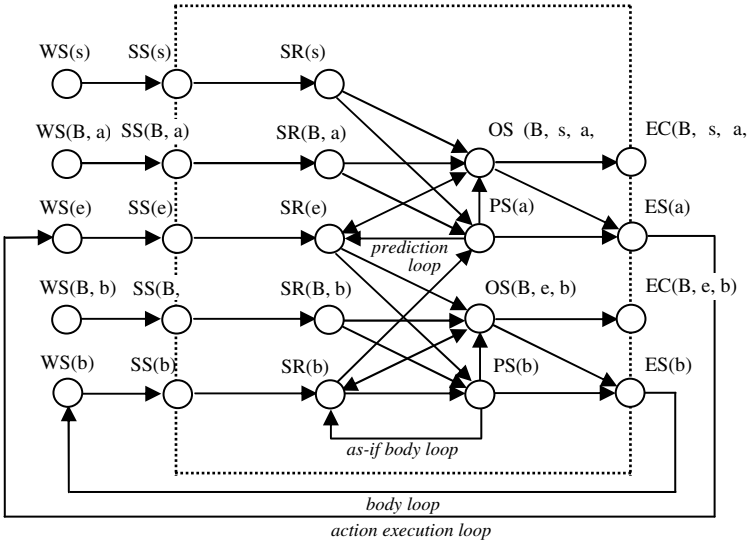 WS(s) SS(s) SR(s)
WS(B, a) SS(B, a) SR(B, a) OS (B, s, a, EC(B, s, a,
WS(e) SS(e) SR(e) PS(a) ES(a)
prediction
loop
WS(B, b) SS(B, SR(B, b) OS(B, e, b) EC(B, e, b)
WS(b) SS(b) SR(b) PS(b) ES(b)
as-if body loop
body loop
action execution loop